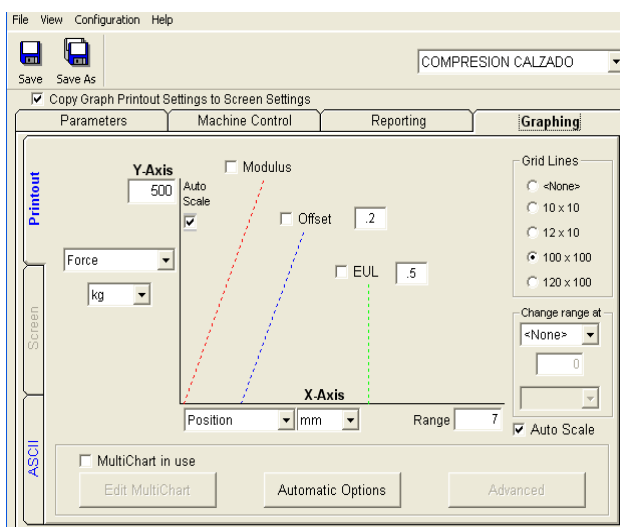 File View Configuration Help
Save Save As
COMPRESION CALZADO
Copy Graph Printout Settings to Screen Settings
Parameters Machine Control Reporting Graphing
Printout
Screen
ASCII
Y-Axis
500
Auto
Scale
Modulus
Offset .2
EUL .5
Force
kg
X-Axis
Position mm Range 7
Grid Lines
<None>
10 x 10
12 x 10
100 x 100
120 x 100
Change range at
<None>
0
Auto Scale
MultiChart in use
Edit MultiChart Automatic Options Advanced